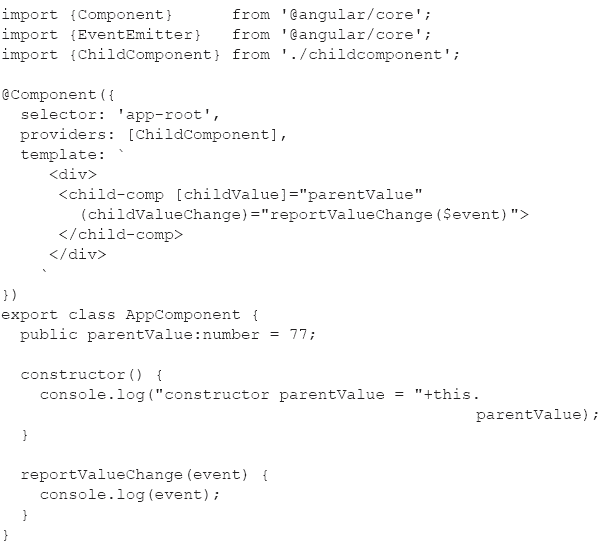 import {Component}      from '@angular/core';
import {EventEmitter}   from '@angular/core';
import {ChildComponent} from './childcomponent';

@Component({
  selector: 'app-root',
  providers: [ChildComponent],
  template: `
     <div>
      <child-comp [childValue]="parentValue"
        (childValueChange)="reportValueChange($event)">
      </child-comp>
     </div>
    `
})
export class AppComponent {
  public parentValue:number = 77;

  constructor() {
    console.log("constructor parentValue = "+this.
                                                  parentValue);
  }

  reportValueChange(event) {
    console.log(event);
  }
}